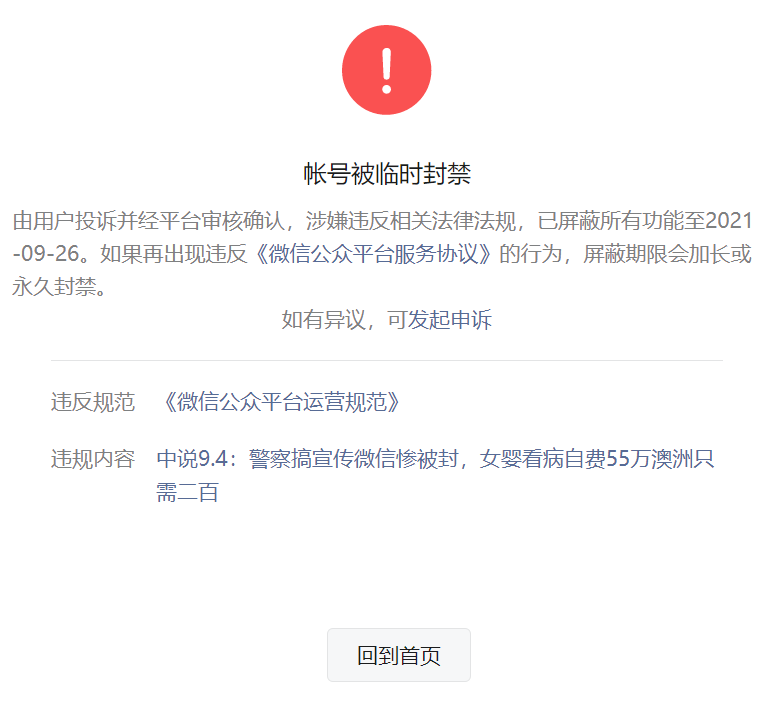 帐号被临时封禁
由用户投诉并经平台审核确认，涉嫌违反相关法律法规，已屏蔽所有功能至2021
-09-26。如果再出现违反《微信公众平台服务协议》的行为，屏蔽期限会加长或
永久封禁。
如有异议，可发起申诉
违反规范 《微信公众平台运营规范》
违规内容 中说9.4：警察搞宣传微信惨被封，女婴看病自费55万澳洲只
需二百
回到首页